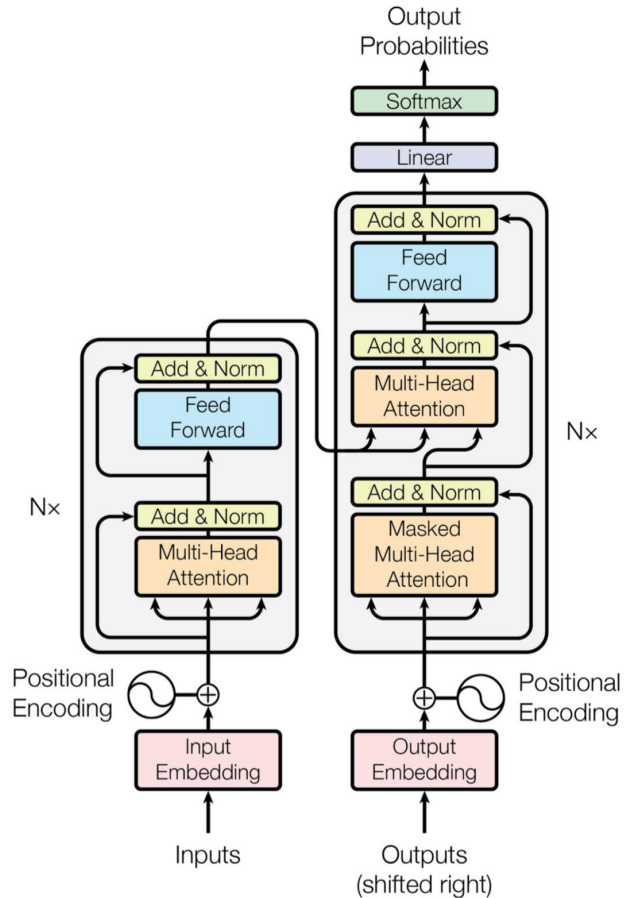 Output
Probabilities
Softmax
Linear
Add & Norm
Feed
Forward
Add & Norm
Multi-Head
Attention
Add & Norm
Masked
Multi-Head
Attention
N×
Add & Norm
Feed
Forward
N×
Add & Norm
Multi-Head
Attention
Positional
Encoding
Positional
Encoding
Input
Embedding
Output
Embedding
Inputs
Outputs
(shifted right)